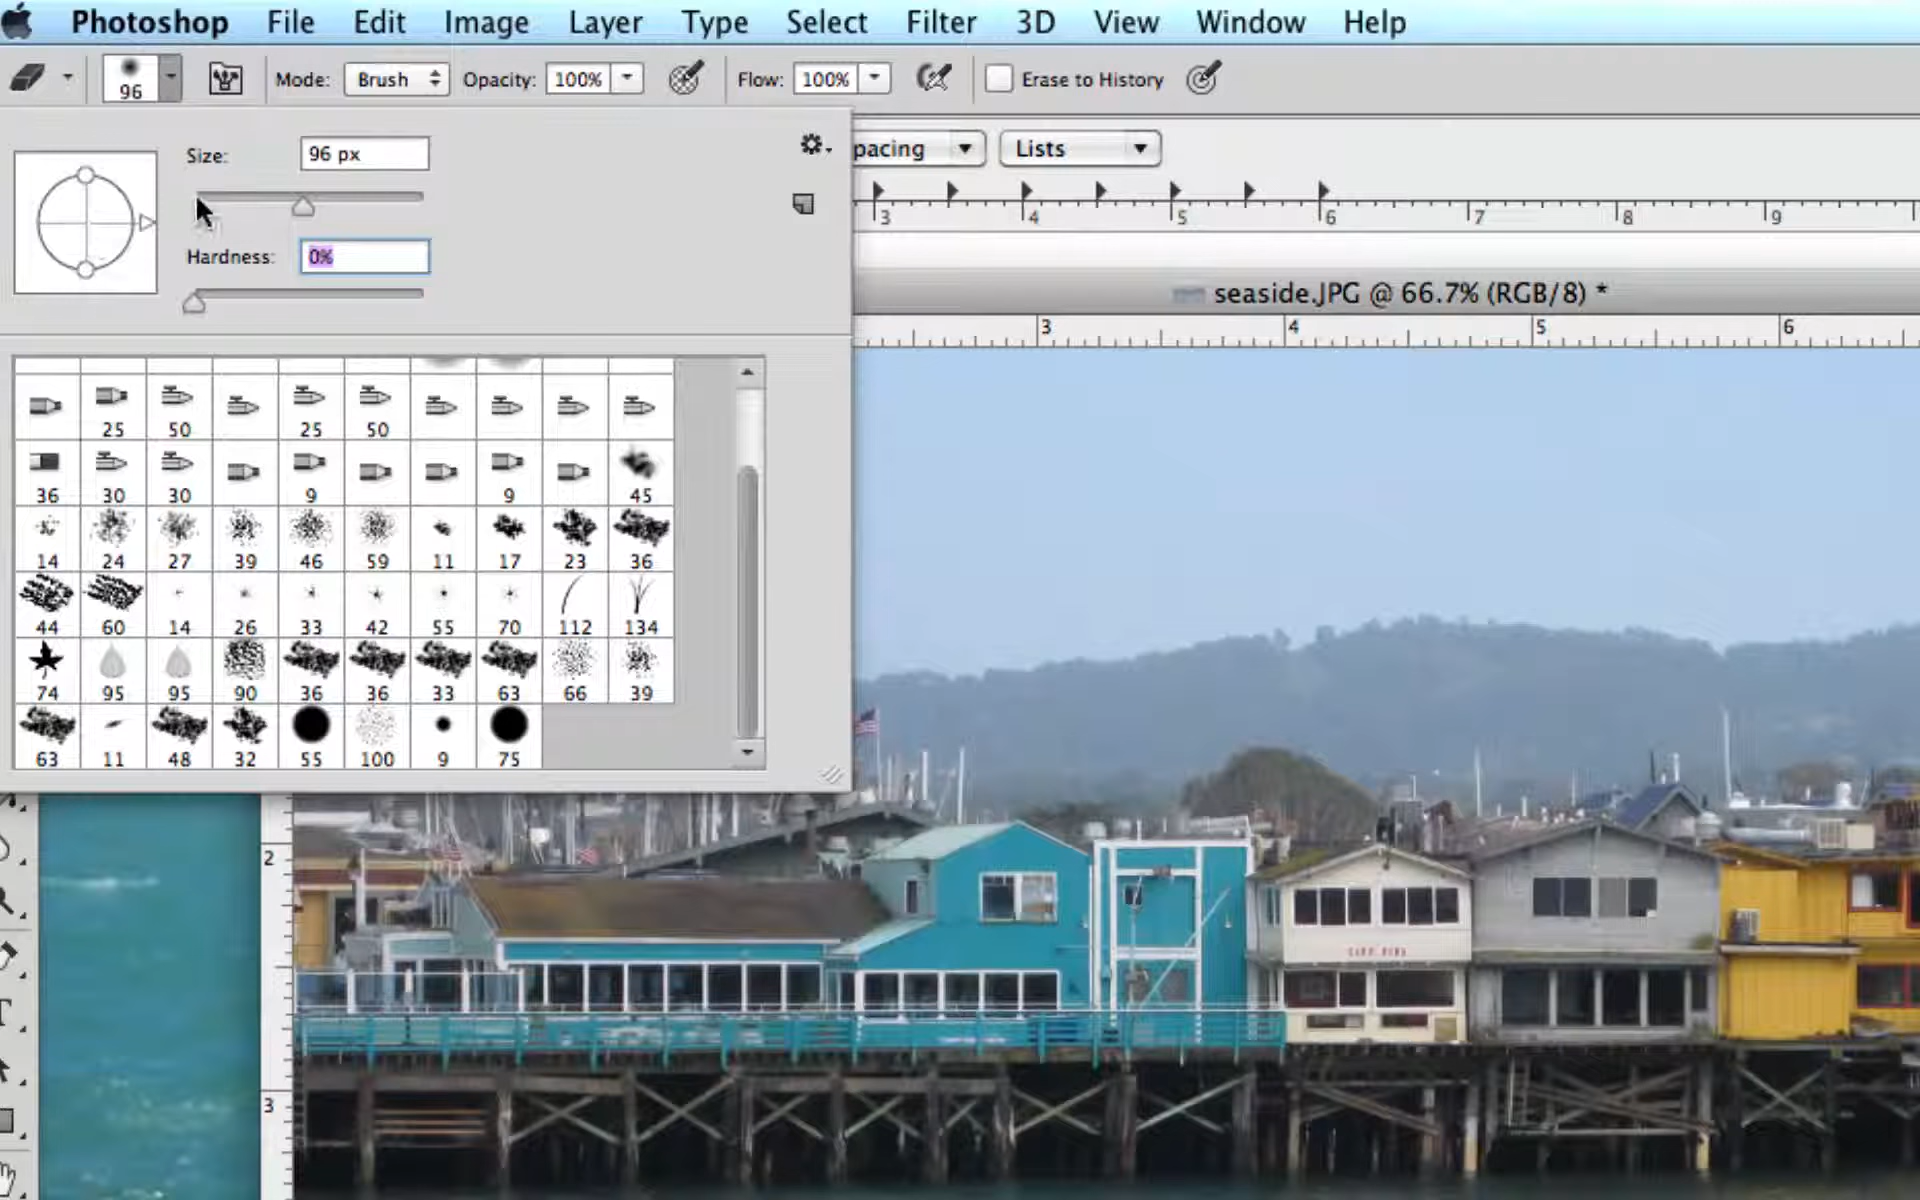 Photoshop File Edit Image Layer Type Select Filter 3D View Window Help
96 Mode: Brush Opacity: 100% Flow: 100% Erase to History
Size: 96 px
pacing Lists
3 4 5 6 7 8 9
Hardness: 0%
seaside.JPG @ 66.7% (RGB/8) *
3 4 5 6
25 50 25 50
36 30 30 9 9 45
14 24 27 39 46 59 11 17 23 36
44 60 14 26 33 42 55 70 112 134
74 95 95 90 36 36 33 63 66 39
63 11 48 32 55 100 9 75
2
T
3